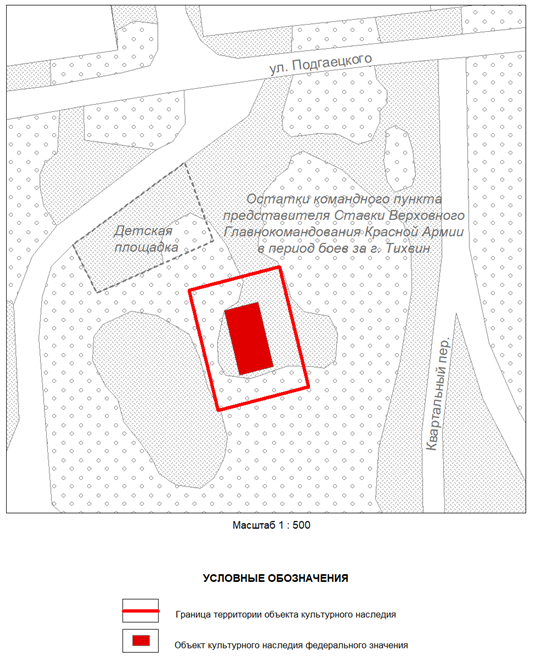 ул. Подгаецкого
Остатки командного пункта
представителя Ставки Верховного
Главнокомандования Красной Армии
в период боев за г. Тихвин
Детская
площадка
Квартальный пер.
Масштаб 1 : 500
УСЛОВНЫЕ ОБОЗНАЧЕНИЯ
Граница территории объекта культурного наследия
Объект культурного наследия федерального значения